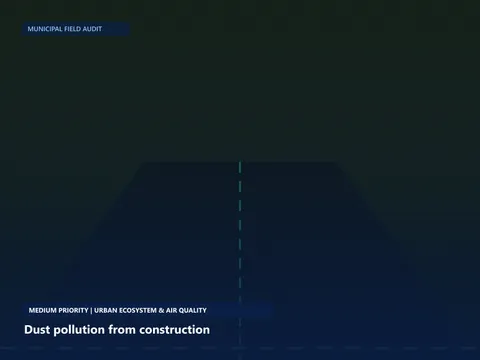 MUNICIPAL FIELD AUDIT
MEDIUM PRIORITY | URBAN ECOSYSTEM & AIR QUALITY
Dust pollution from construction